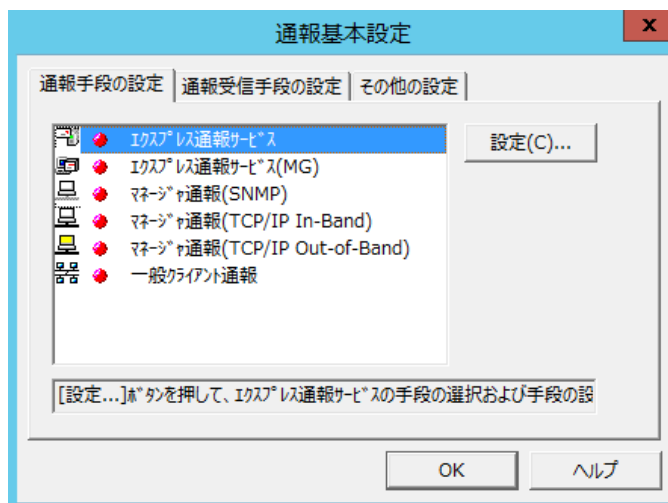 通報基本設定
x
通報手段の設定 通報受信手段の設定 その他の設定
ｴｸｽﾌﾟﾚｽ通報ｻｰﾋﾞｽ
設定(C)...
ｴｸｽﾌﾟﾚｽ通報ｻｰﾋﾞｽ(MG)
ﾏﾈｰｼﾞｬ通報(SNMP)
ﾏﾈｰｼﾞｬ通報(TCP/IP In-Band)
ﾏﾈｰｼﾞｬ通報(TCP/IP Out-of-Band)
一般ｸﾗｲｱﾝﾄ通報
[設定...]ﾎﾞﾀﾝを押して、ｴｸｽﾌﾟﾚｽ通報ｻｰﾋﾞｽの手段の選択および手段の設
OK ヘルプ